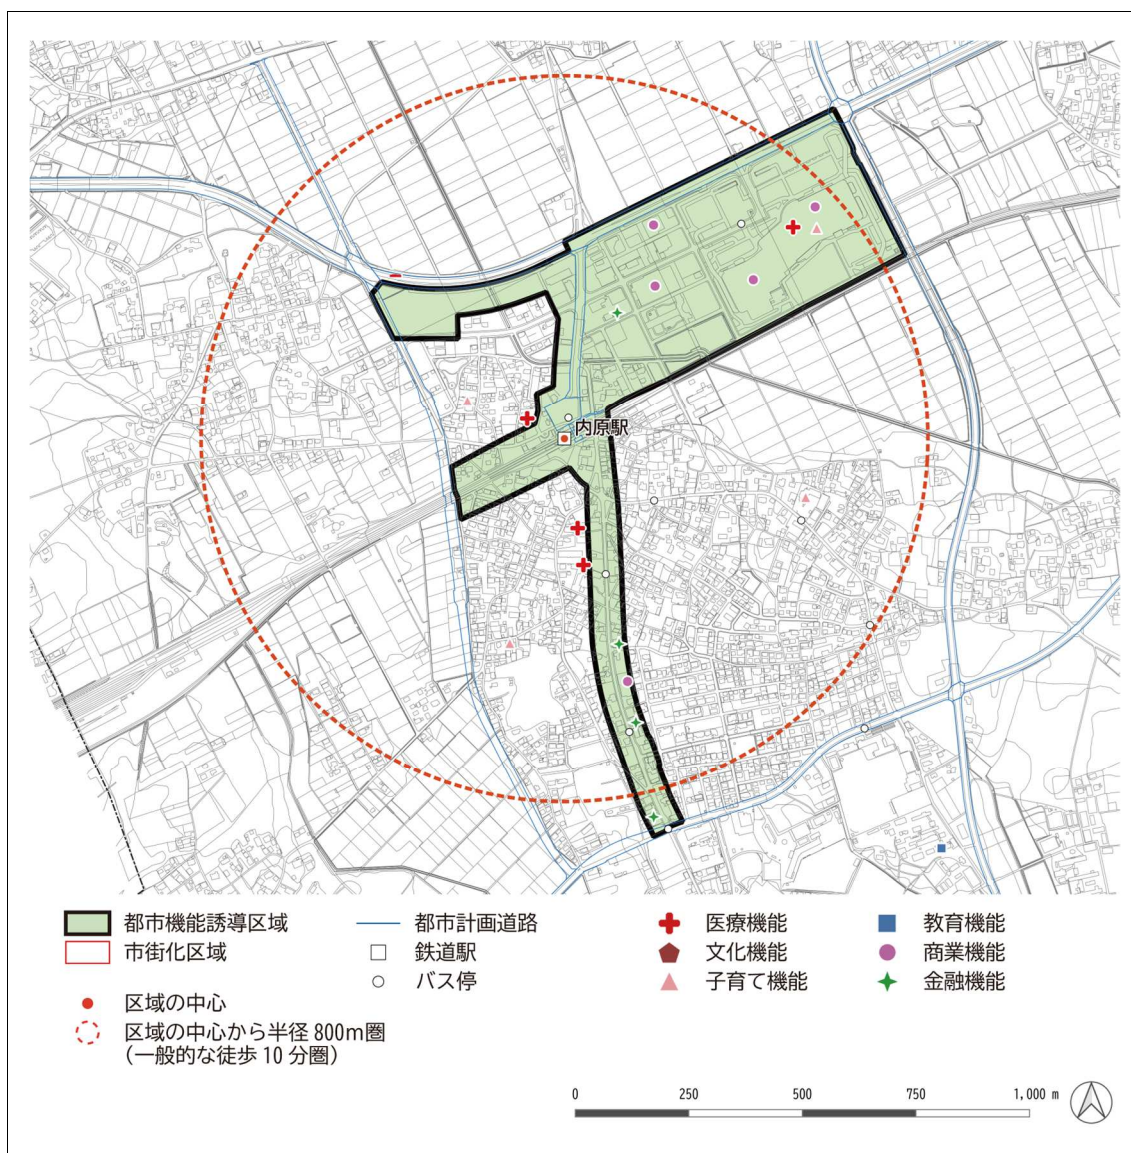 内原駅
都市機能誘導区域
市街化区域
区域の中心
区域の中心から半径 800m圏
(一般的な徒歩 10 分圏)
都市計画道路
鉄道駅
バス停
医療機能
文化機能
子育て機能
教育機能
商業機能
金融機能
0 250 500 750 1,000 m